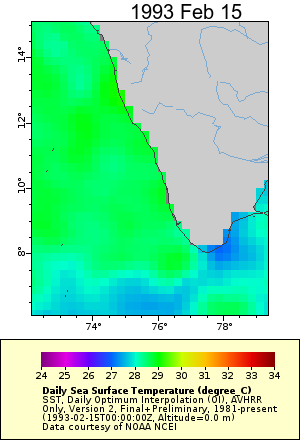 1993 Feb 15
14°
12°
10°
8°
74° 76° 78°
24 25 26 27 28 29 30 31 32 33 34
Daily Sea Surface Temperature (degree_C)
SST, Daily Optimum Interpolation (OI), AVHRR
Only, Version 2, Final+Preliminary, 1981-present
(1993-02-15T00:00:00Z, Altitude=0.0 m)
Data courtesy of NOAA NCEI